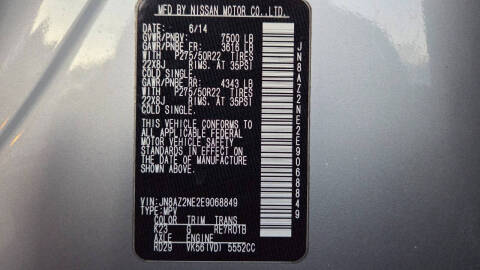 MFD BY NISSAN MOTOR CO.,LTD.
DATE: 6/14
GVWR/PNBV: 7500 LB
GAWR/PNBE FR: 3616 LB
WITH P275/50R22 TIRES
22X8J RIMS. AT 35PSI
COLD SINGLE.
GAWR/PNBE RR: 4343 LB
WITH P275/50R22 TIRES
22X8J RIMS. AT 35PSI
COLD SINGLE.
THIS VEHICLE CONFORMS TO
ALL APPLICABLE FEDERAL
MOTOR VEHICLE SAFETY
STANDARDS IN EFFECT ON
THE DATE OF MANUFACTURE
SHOWN ABOVE.
VIN: JN8AZ2NE2E9068849
TYPE: MPV
COLOR TRIM TRANS
K23 G RE7R01B
AXLE ENGINE
RD29 VK56(VD) 5552CC
JN8AZ2NE2E9068849